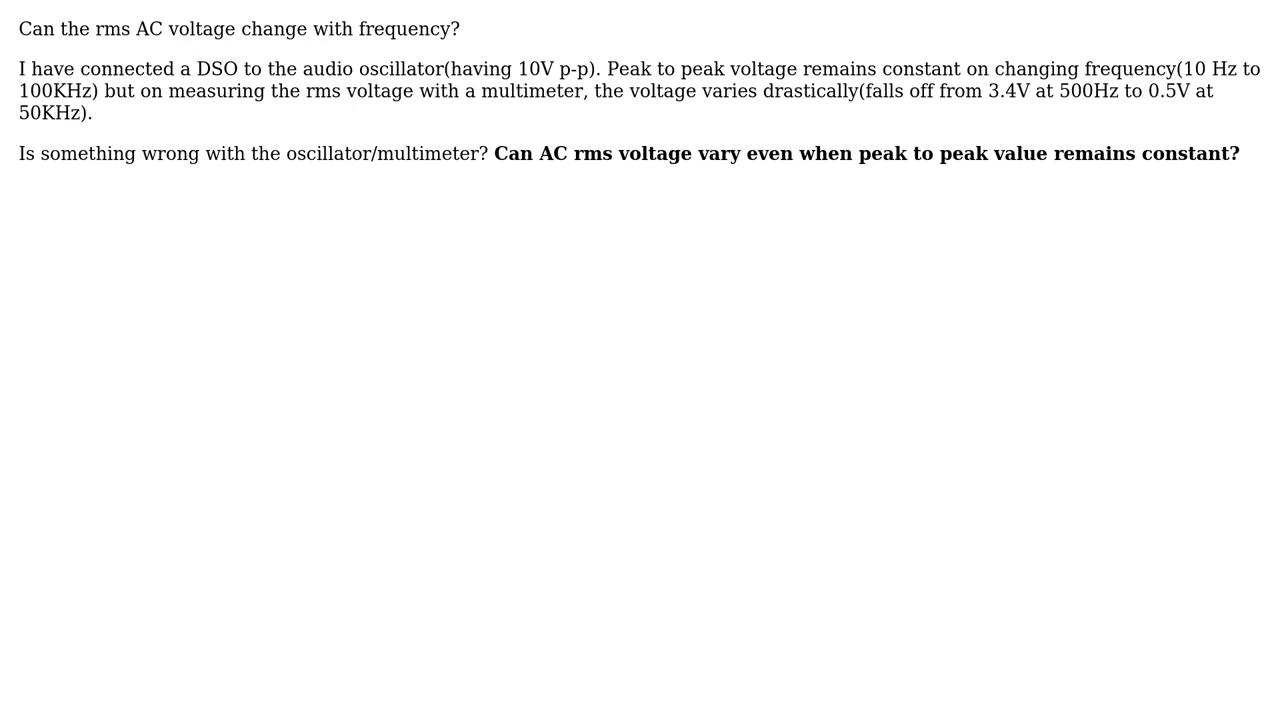 Can the rms AC voltage change with frequency?
I have connected a DSO to the audio oscillator(having 10V p-p). Peak to peak voltage remains constant on changing frequency(10 Hz to
100KHz) but on measuring the rms voltage with a multimeter, the voltage varies drastically(falls off from 3.4V at 500Hz to 0.5V at
50KHz).
Is something wrong with the oscillator/multimeter? Can AC rms voltage vary even when peak to peak value remains constant?